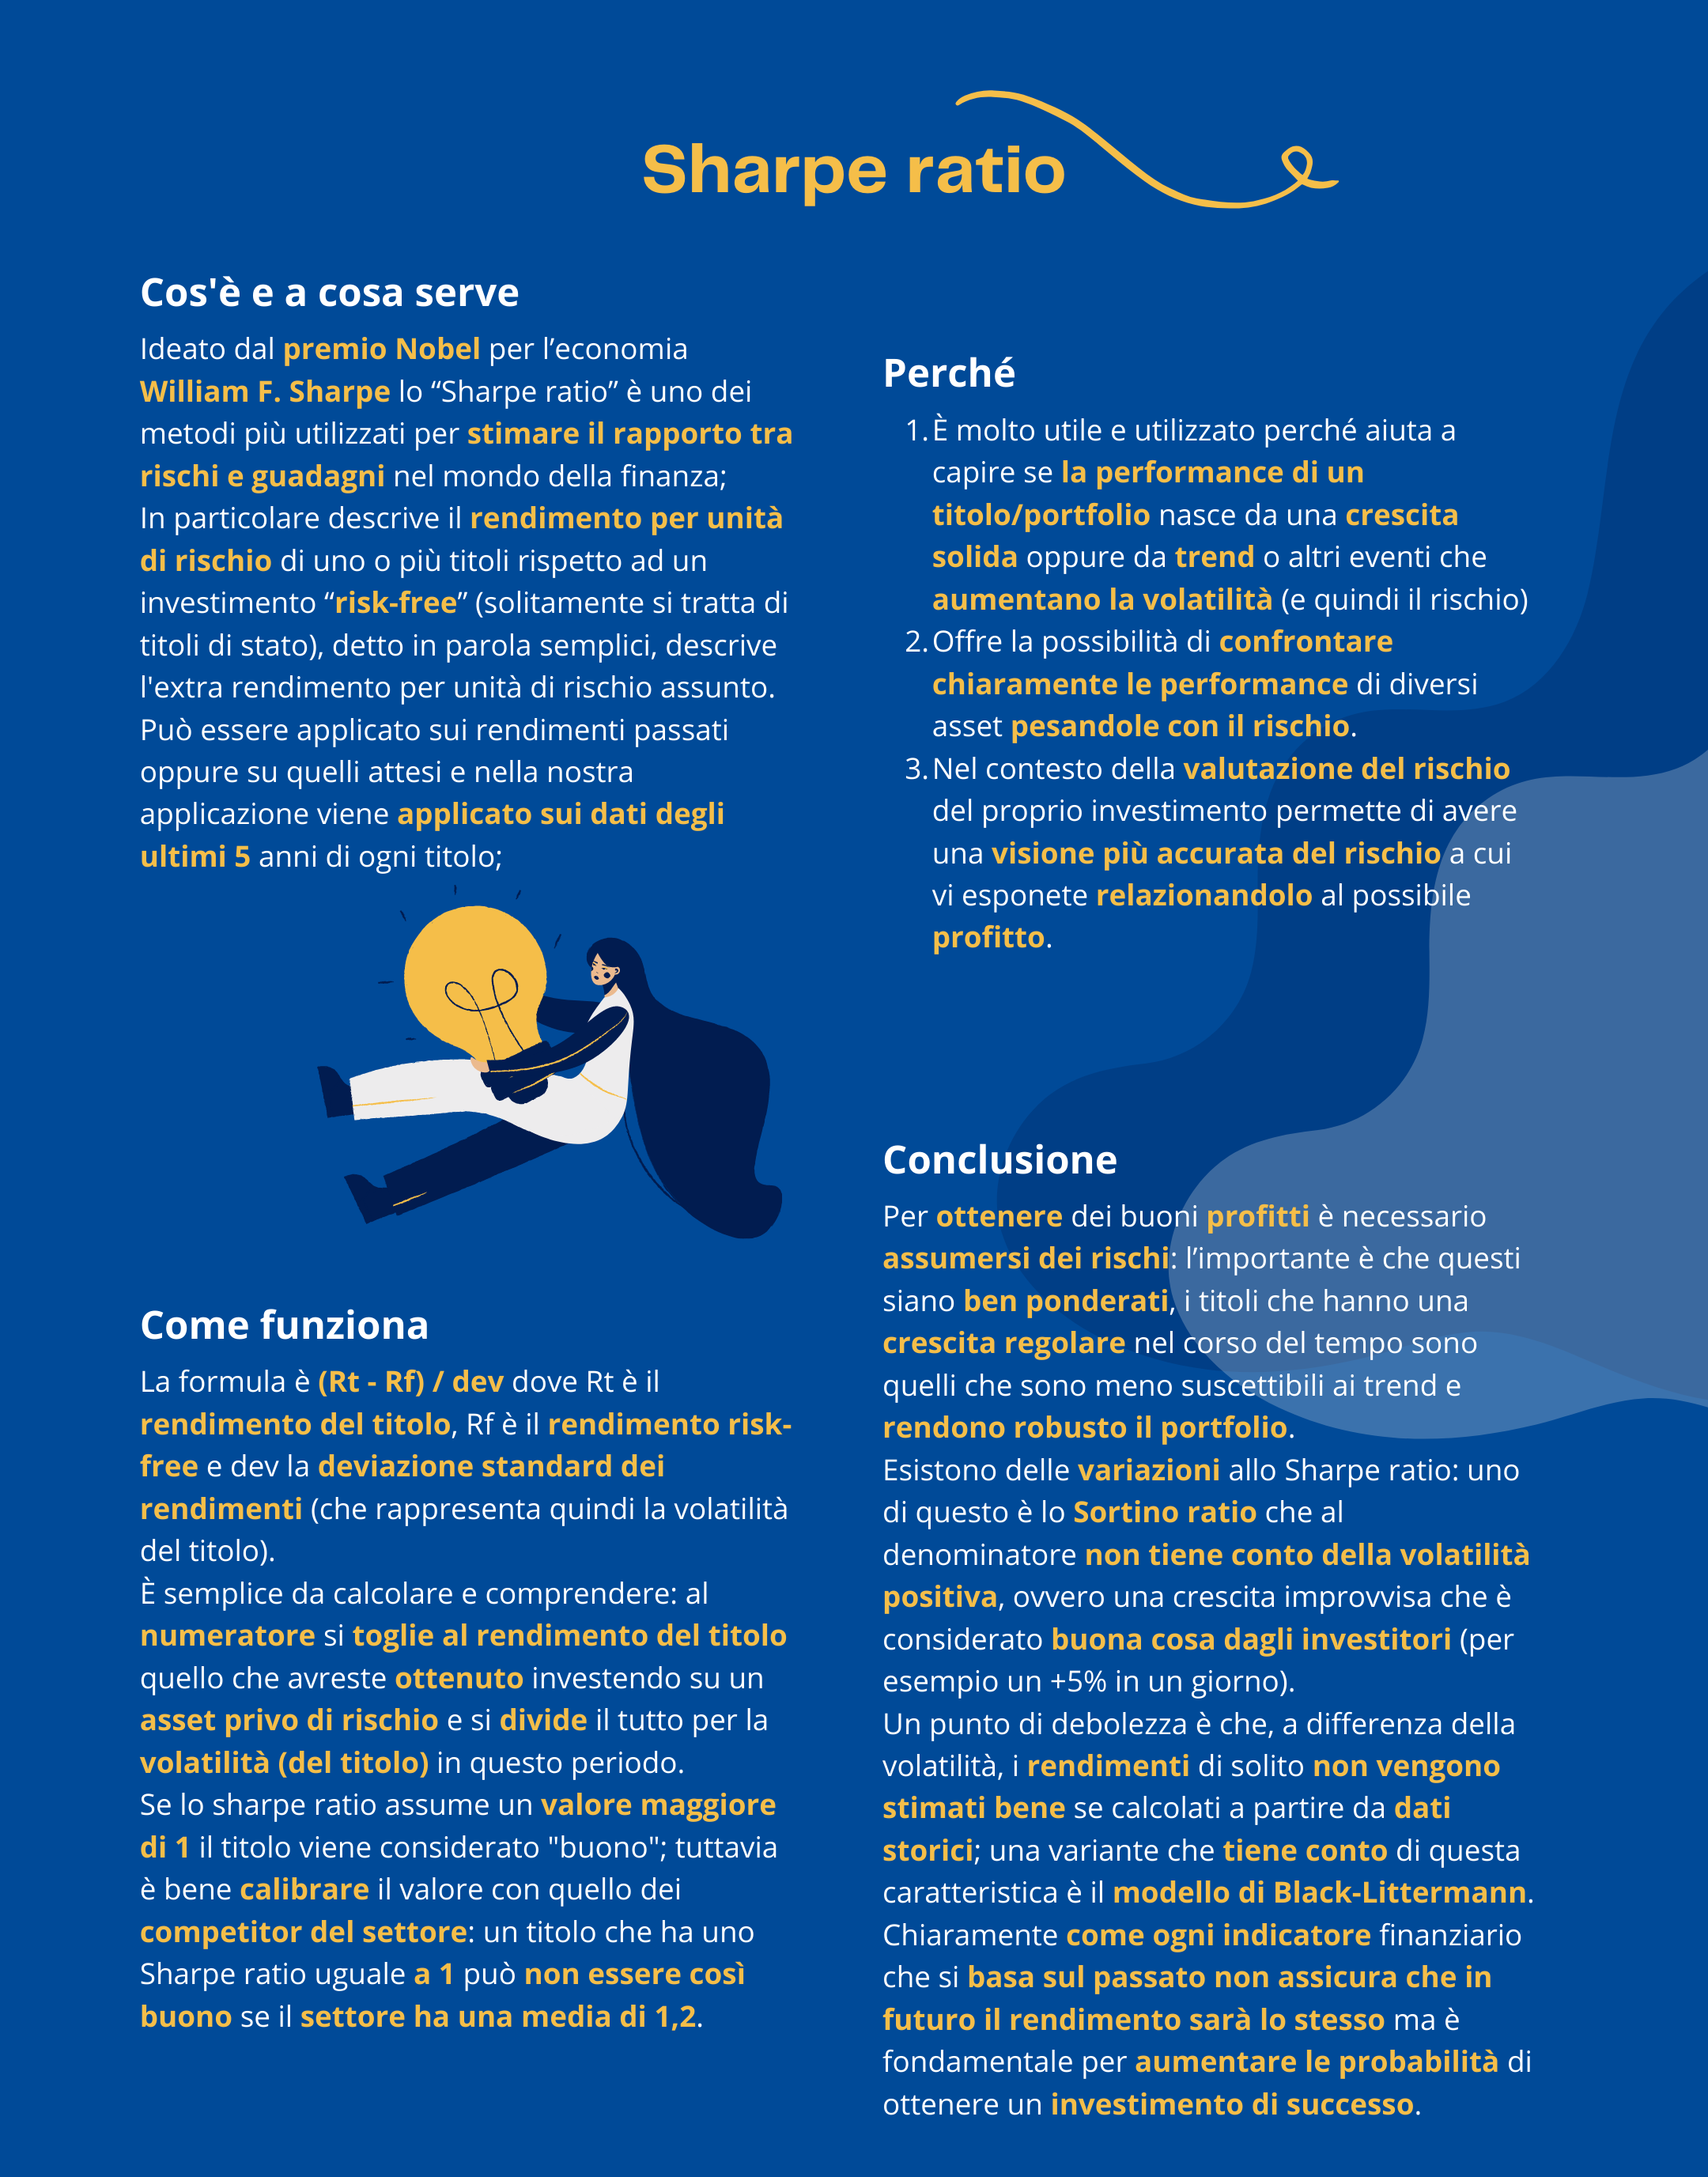 Sharpe ratio
Cos'è e a cosa serve
Ideato dal premio Nobel per l’economia
William F. Sharpe lo “Sharpe ratio” è uno dei
metodi più utilizzati per stimare il rapporto tra
rischi e guadagni nel mondo della finanza;
In particolare descrive il rendimento per unità
di rischio di uno o più titoli rispetto ad un
investimento “risk-free” (solitamente si tratta di
titoli di stato), detto in parola semplici, descrive
l'extra rendimento per unità di rischio assunto.
Può essere applicato sui rendimenti passati
oppure su quelli attesi e nella nostra
applicazione viene applicato sui dati degli
ultimi 5 anni di ogni titolo;
Come funziona
La formula è (Rt - Rf) / dev dove Rt è il
rendimento del titolo, Rf è il rendimento risk-
free e dev la deviazione standard dei
rendimenti (che rappresenta quindi la volatilità
del titolo).
È semplice da calcolare e comprendere: al
numeratore si toglie al rendimento del titolo
quello che avreste ottenuto investendo su un
asset privo di rischio e si divide il tutto per la
volatilità (del titolo) in questo periodo.
Se lo sharpe ratio assume un valore maggiore
di 1 il titolo viene considerato "buono"; tuttavia
è bene calibrare il valore con quello dei
competitor del settore: un titolo che ha uno
Sharpe ratio uguale a 1 può non essere così
buono se il settore ha una media di 1,2.
Perché
1. È molto utile e utilizzato perché aiuta a
capire se la performance di un
titolo/portfolio nasce da una crescita
solida oppure da trend o altri eventi che
aumentano la volatilità (e quindi il rischio)
2. Offre la possibilità di confrontare
chiaramente le performance di diversi
asset pesandole con il rischio.
3. Nel contesto della valutazione del rischio
del proprio investimento permette di avere
una visione più accurata del rischio a cui
vi esponete relazionandolo al possibile
profitto.
Conclusione
Per ottenere dei buoni profitti è necessario
assumersi dei rischi: l’importante è che questi
siano ben ponderati, i titoli che hanno una
crescita regolare nel corso del tempo sono
quelli che sono meno suscettibili ai trend e
rendono robusto il portfolio.
Esistono delle variazioni allo Sharpe ratio: uno
di questo è lo Sortino ratio che al
denominatore non tiene conto della volatilità
positiva, ovvero una crescita improvvisa che è
considerato buona cosa dagli investitori (per
esempio un +5% in un giorno).
Un punto di debolezza è che, a differenza della
volatilità, i rendimenti di solito non vengono
stimati bene se calcolati a partire da dati
storici; una variante che tiene conto di questa
caratteristica è il modello di Black-Littermann.
Chiaramente come ogni indicatore finanziario
che si basa sul passato non assicura che in
futuro il rendimento sarà lo stesso ma è
fondamentale per aumentare le probabilità di
ottenere un investimento di successo.